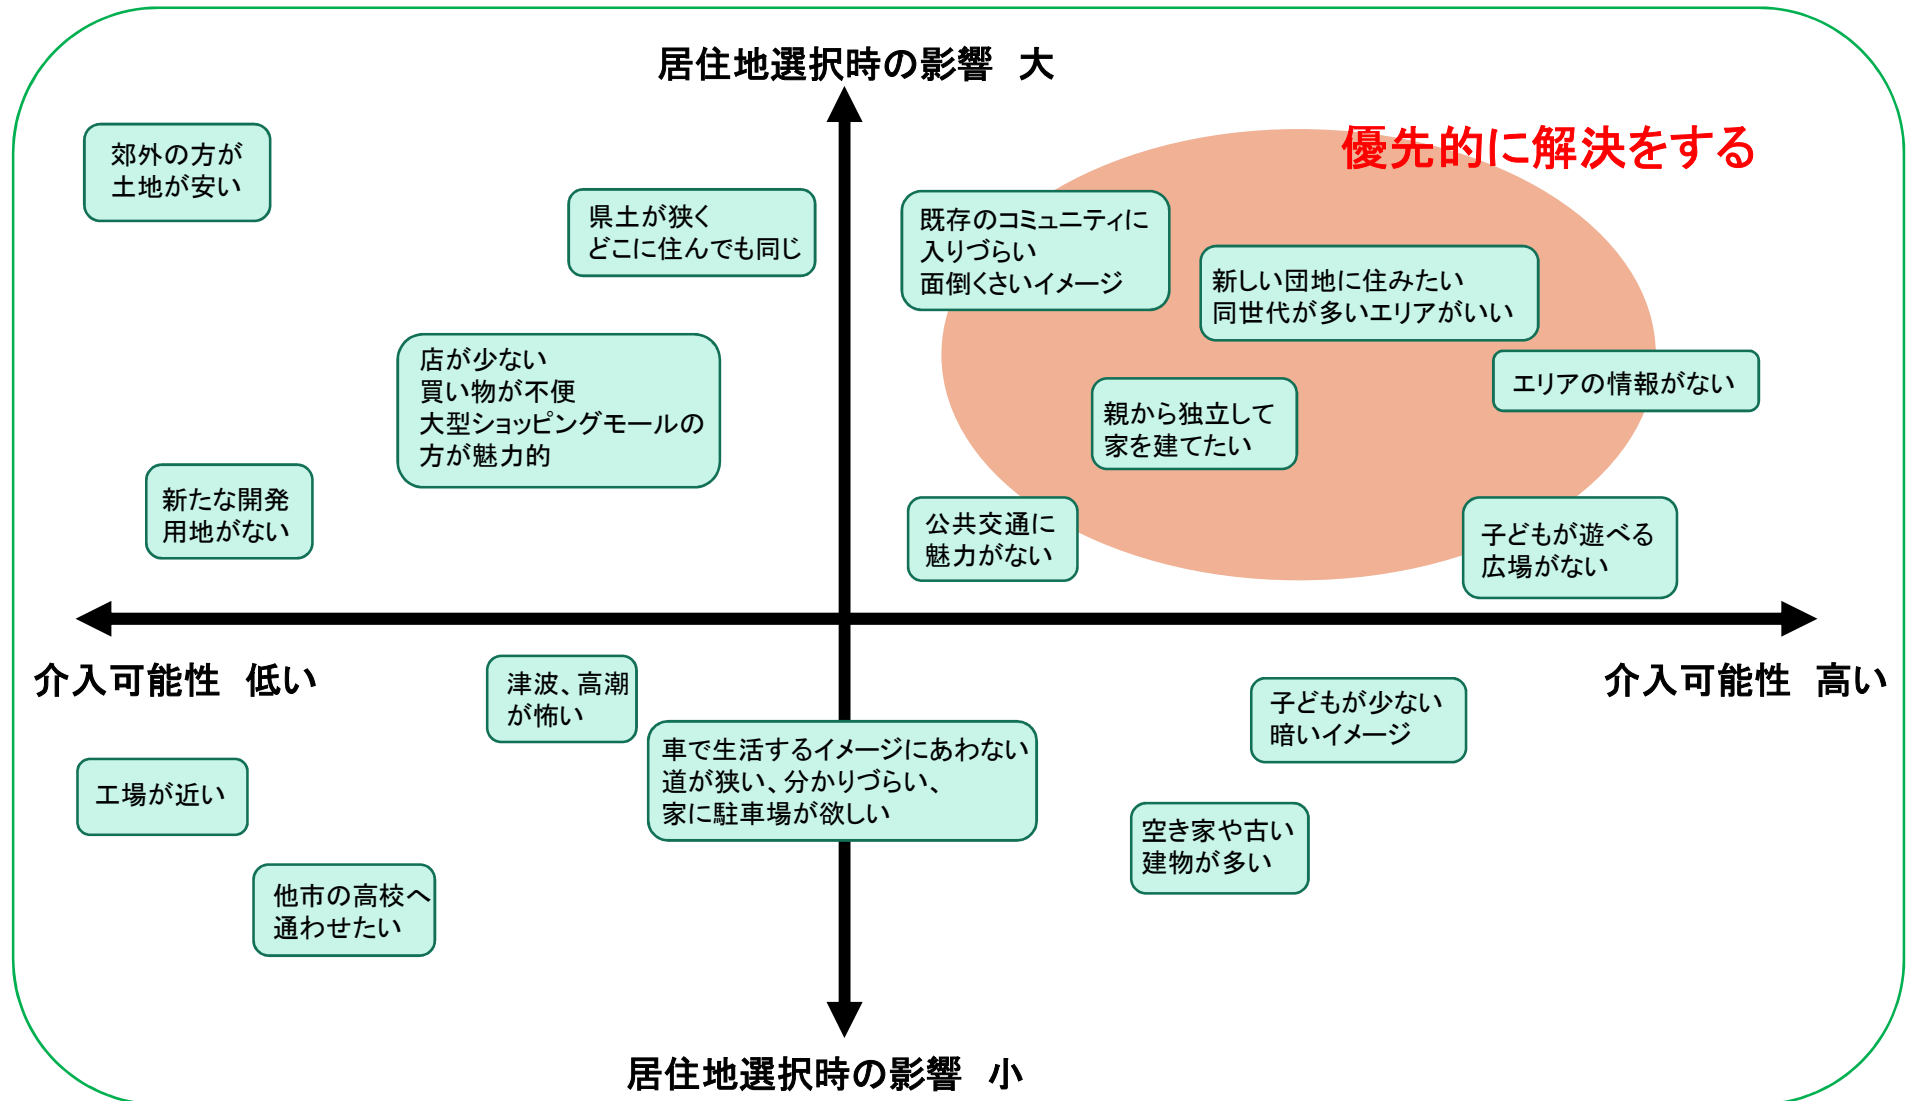 居住地選択時の影響　大
優先的に解決をする
郊外の方が
土地が安い
県土が狭く
どこに住んでも同じ
既存のコミュニティに
入りづらい
面倒くさいイメージ
新しい団地に住みたい
同世代が多いエリアがいい
店が少ない
買い物が不便
大型ショッピングモールの
方が魅力的
エリアの情報がない
親から独立して
家を建てたい
新たな開発
用地がない
公共交通に
魅力がない
子どもが遊べる
広場がない
介入可能性　低い
介入可能性　高い
津波、高潮
が怖い
子どもが少ない
暗いイメージ
車で生活するイメージにあわない
道が狭い、分かりづらい、
家に駐車場が欲しい
工場が近い
空き家や古い
建物が多い
他市の高校へ
通わせたい
居住地選択時の影響　小